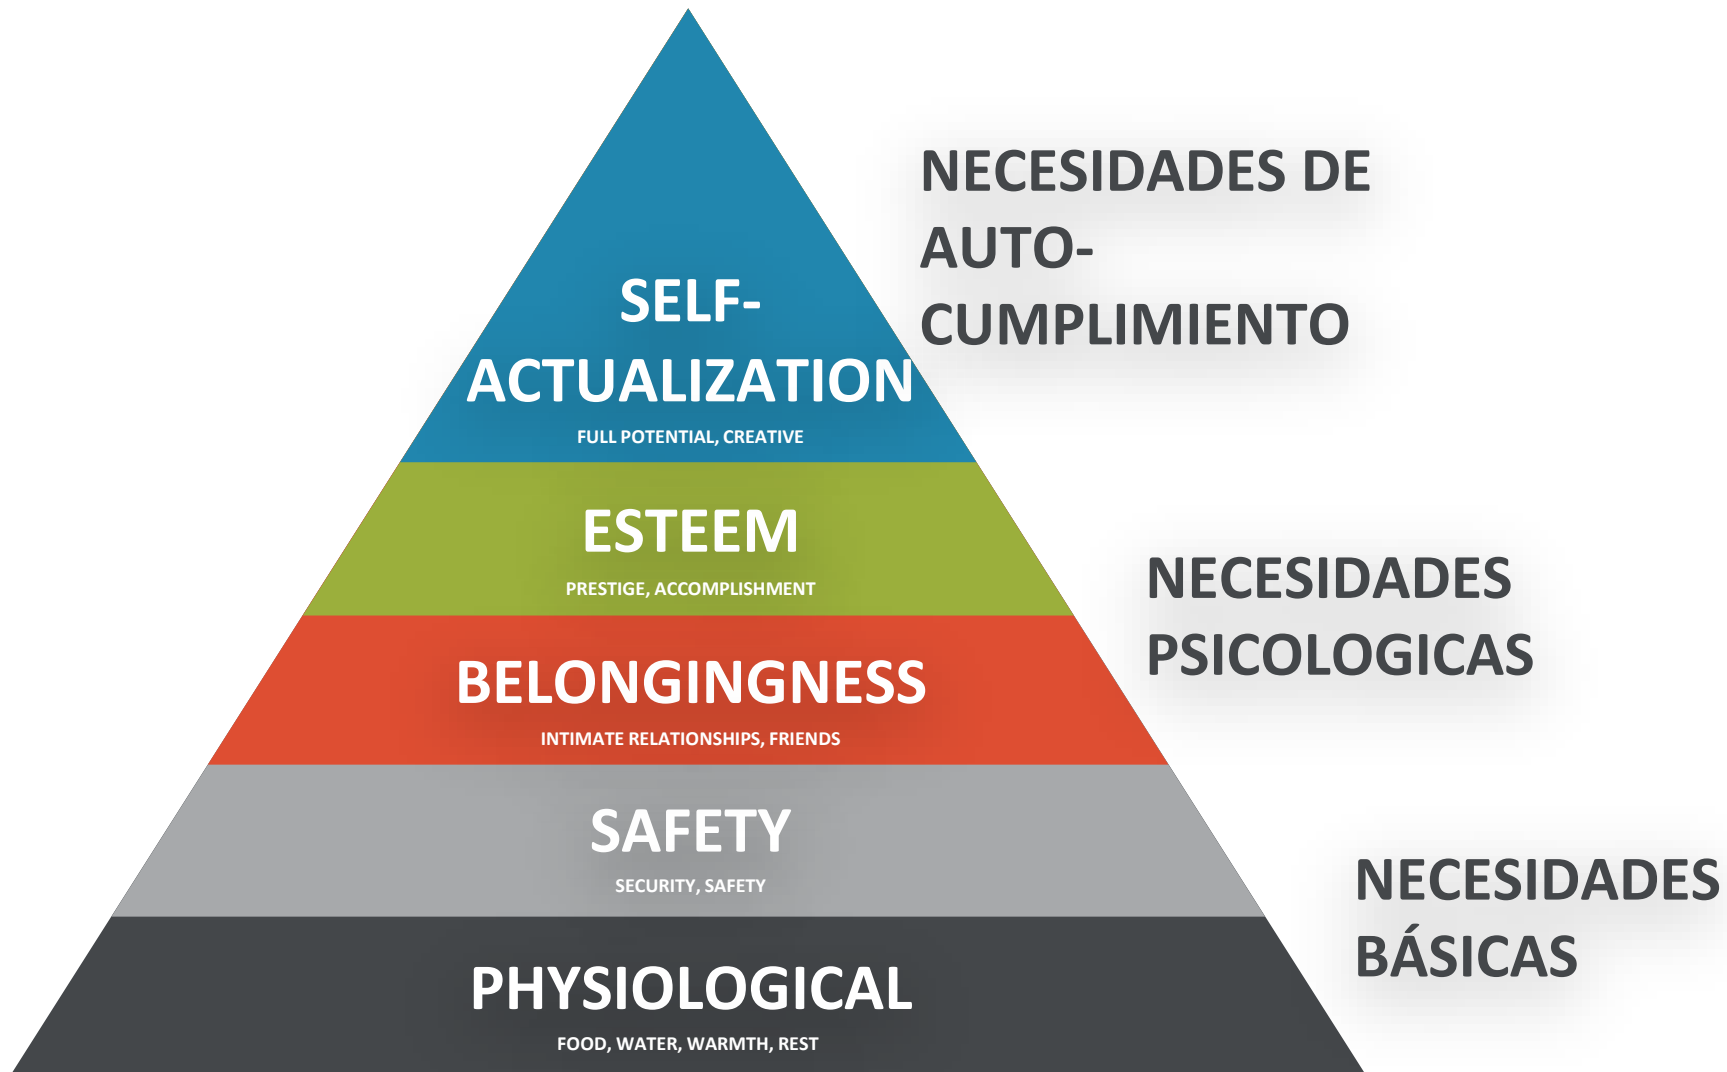 NECESIDADES DE
AUTO-
CUMPLIMIENTO
SELF-
ACTUALIZATION
FULL POTENTIAL, CREATIVE
ESTEEM
PRESTIGE, ACCOMPLISHMENT
NECESIDADES
PSICOLOGICAS
BELONGINGNESS
INTIMATE RELATIONSHIPS, FRIENDS
SAFETY
SECURITY, SAFETY
NECESIDADES
BÁSICAS
PHYSIOLOGICAL
FOOD, WATER, WARMTH, REST